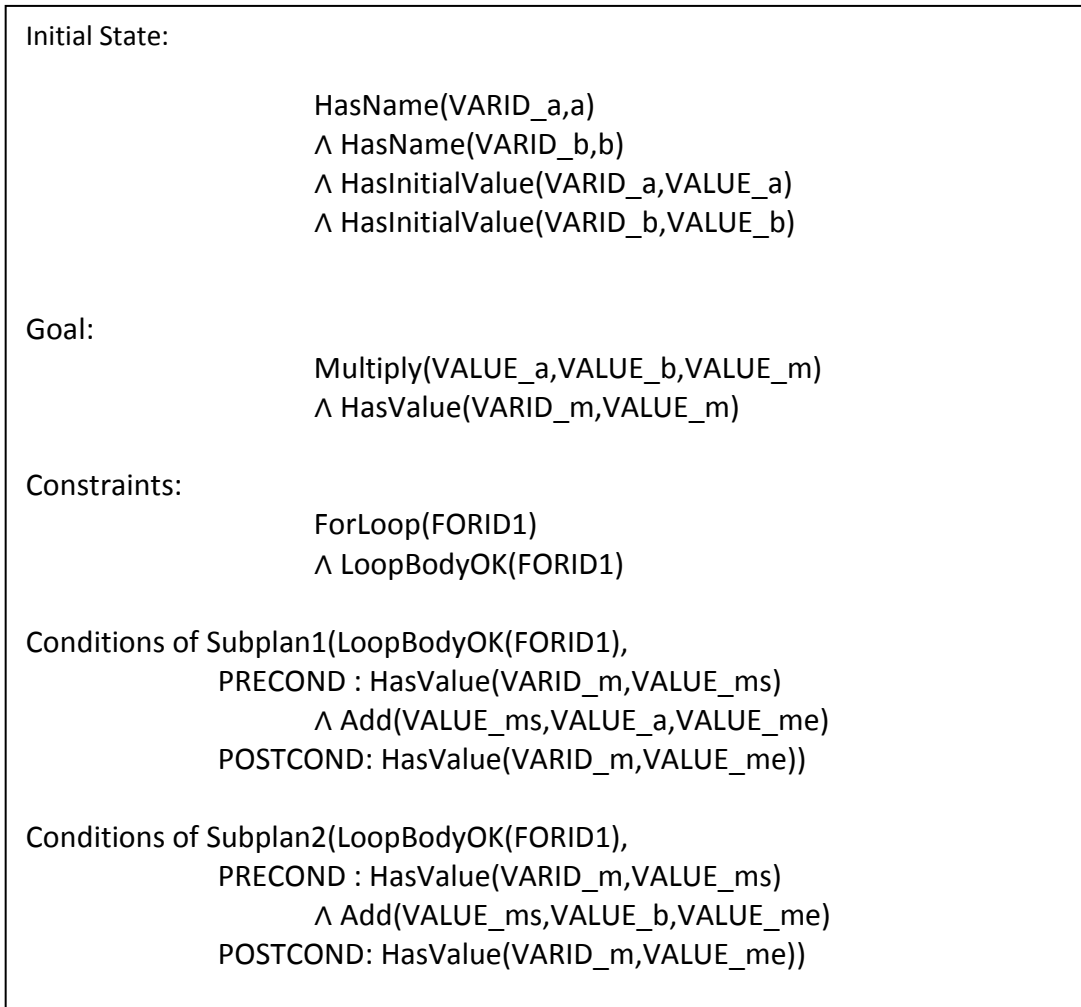 Initial State:
HasName(VARID_a,a)
∧ HasName(VARID_b,b)
∧ HasInitialValue(VARID_a,VALUE_a)
∧ HasInitialValue(VARID_b,VALUE_b)
Goal:
Multiply(VALUE_a,VALUE_b,VALUE_m)
∧ HasValue(VARID_m,VALUE_m)
Constraints:
ForLoop(FORID1)
∧ LoopBodyOK(FORID1)
Conditions of Subplan1(LoopBodyOK(FORID1),
PRECOND : HasValue(VARID_m,VALUE_ms)
∧ Add(VALUE_ms,VALUE_a,VALUE_me)
POSTCOND: HasValue(VARID_m,VALUE_me))
Conditions of Subplan2(LoopBodyOK(FORID1),
PRECOND : HasValue(VARID_m,VALUE_ms)
∧ Add(VALUE_ms,VALUE_b,VALUE_me)
POSTCOND: HasValue(VARID_m,VALUE_me))